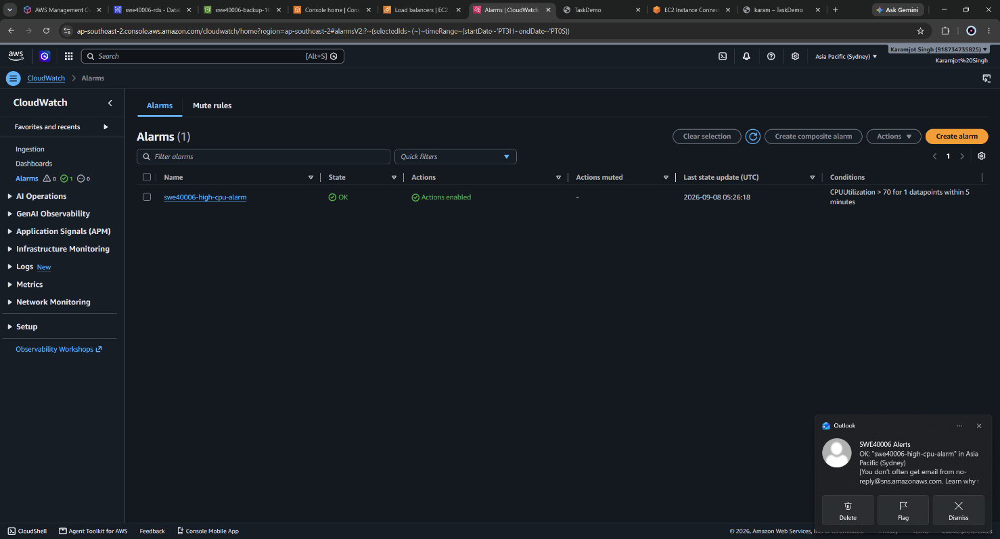 AWS Management Co
swe40006-rds - Datal
swe40006-backup-10
Console home | Con
Load balancers | EC2
Alarms | CloudWatch
TaskDemo
EC2 Instance Connec
karam – TaskDemo
Ask Gemini
ap-southeast-2.console.aws.amazon.com/cloudwatch/home?region=ap-southeast-2#alarmsV2:?~(selectedIds~(~)~timeRange~(startDate~'PT3H~endDate~'PT0S))
aws
Search
[Alt+S]
Asia Pacific (Sydney)
Karamjot Singh (918734735825)
Karamjot%20Singh
CloudWatch
Alarms
CloudWatch
Favorites and recents
Ingestion
Dashboards
Alarms 0 1 0
AI Operations
GenAI Observability
Application Signals (APM)
Infrastructure Monitoring
Logs New
Metrics
Network Monitoring
Setup
Observability Workshops
Alarms
Mute rules
Alarms (1)
Clear selection
Create composite alarm
Actions
Create alarm
Filter alarms
Quick filters
1
Name
State
Actions
Actions muted
Last state update (UTC)
Conditions
swe40006-high-cpu-alarm
OK
Actions enabled
-
2026-09-08 05:26:18
CPUUtilization > 70 for 1 datapoints within 5
minutes
Outlook
SWE40006 Alerts
OK: "swe40006-high-cpu-alarm" in Asia
Pacific (Sydney)
[You don't often get email from no-
reply@sns.amazonaws.com. Learn why
Delete
Flag
Dismiss
CloudShell
Agent Toolkit for AWS
Feedback
Console Mobile App
© 2026, Amazon Web Services,